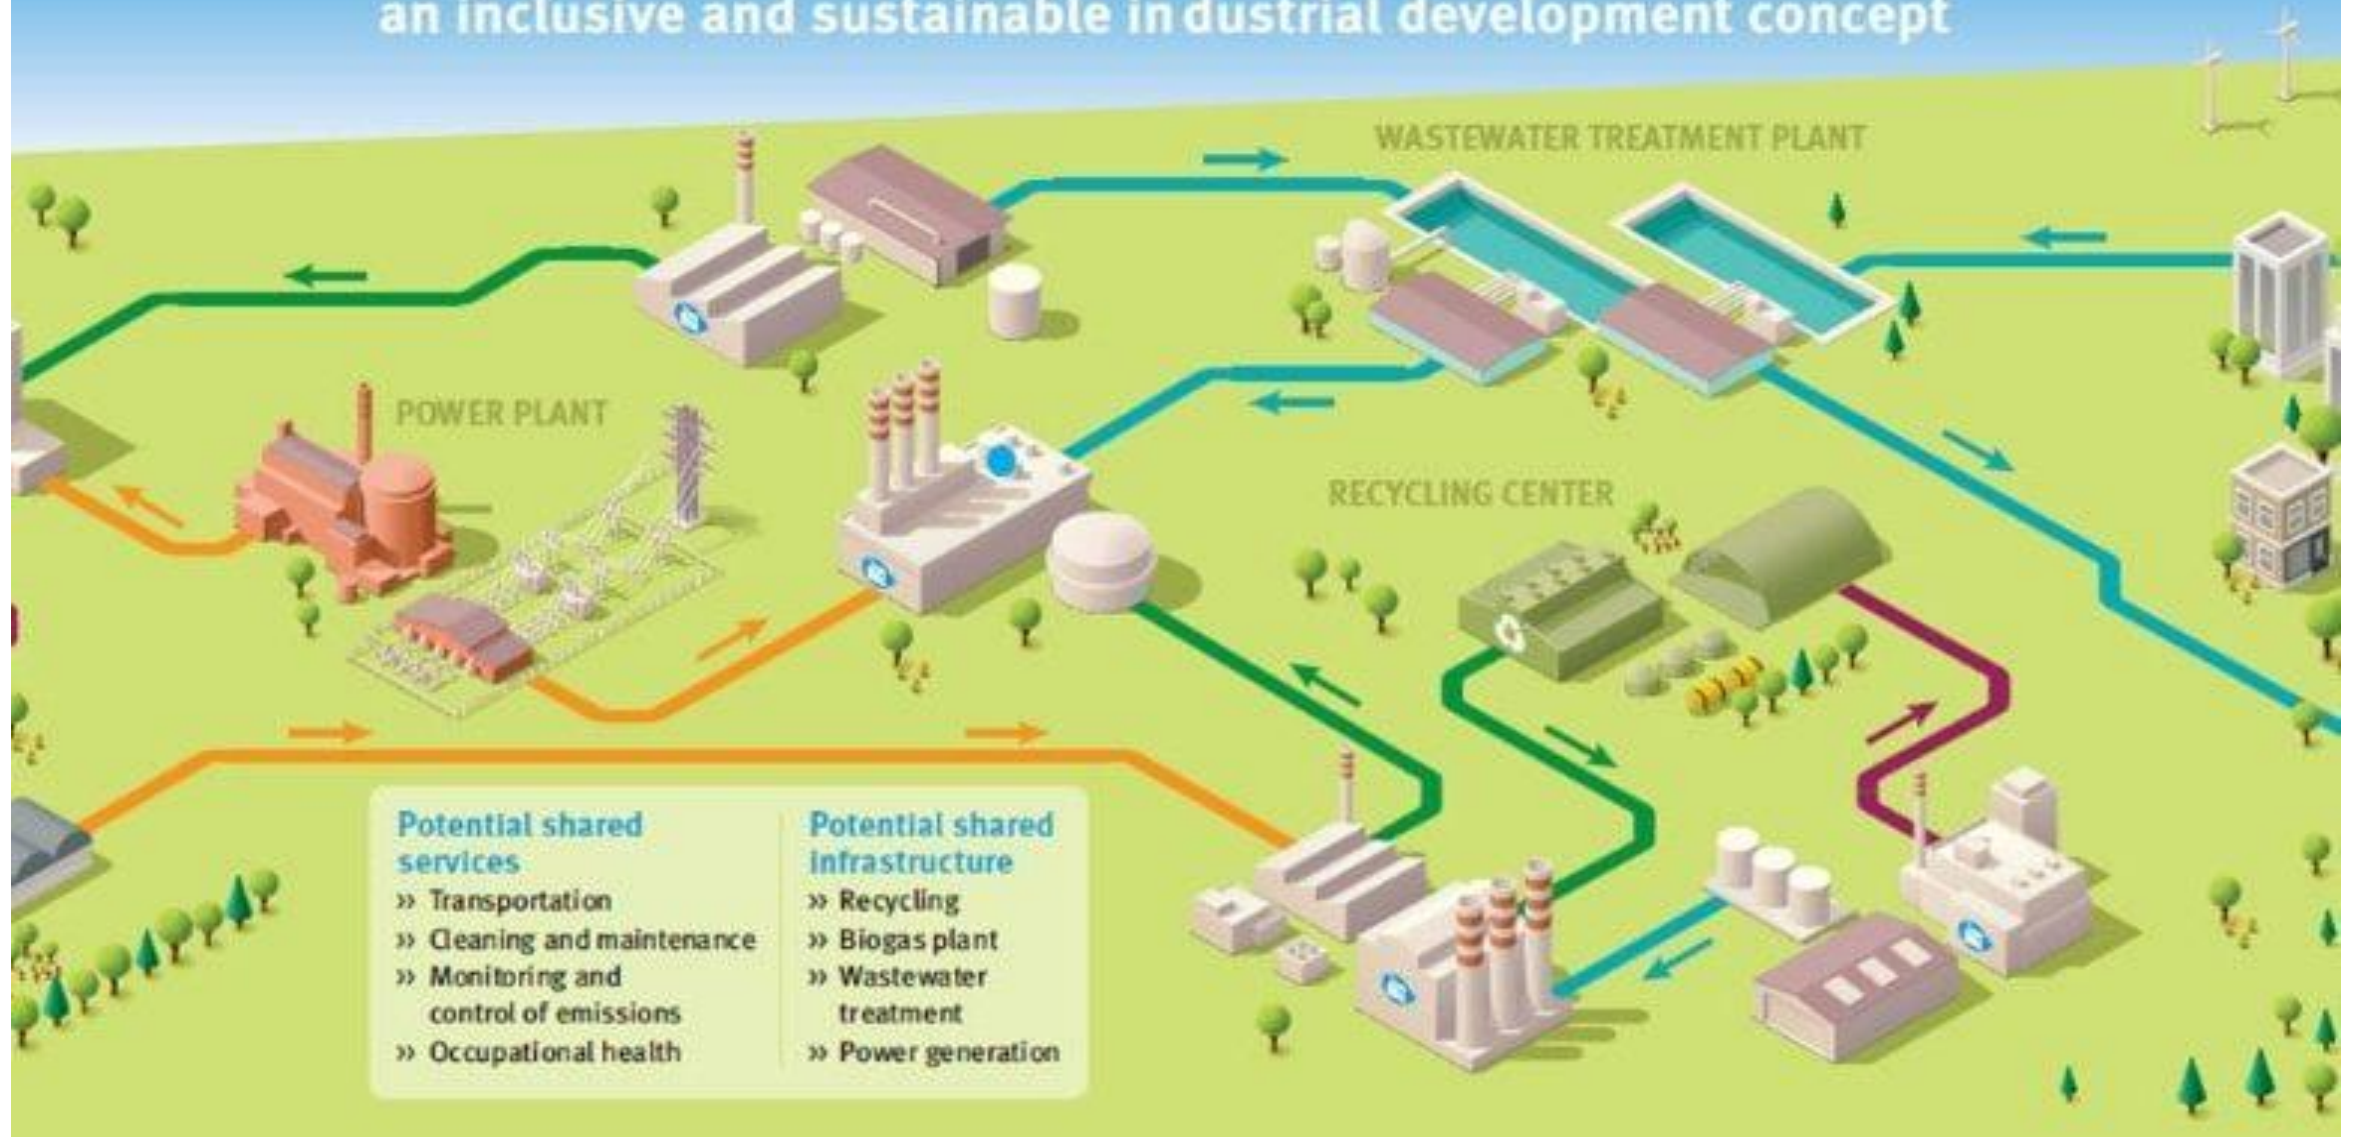 an inclusive and sustainable industrial development concept
WASTEWATER TREATMENT PLANT
POWER PLANT
RECYCLING CENTER
Potential shared
services
» Transportation
» Cleaning and maintenance
» Monitoring and
control of emissions
» Occupational health
Potential shared
infrastructure
» Recycling
» Biogas plant
» Wastewater
treatment
» Power generation